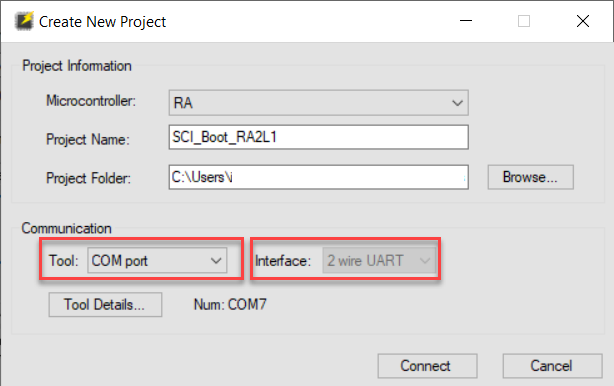 Create New Project
Project Information
Microcontroller: RA
Project Name: SCI_Boot_RA2L1
Project Folder: C:\Users\i Browse...
Communication
Tool: COM port Interface: 2 wire UART
Tool Details... Num: COM7
Connect Cancel